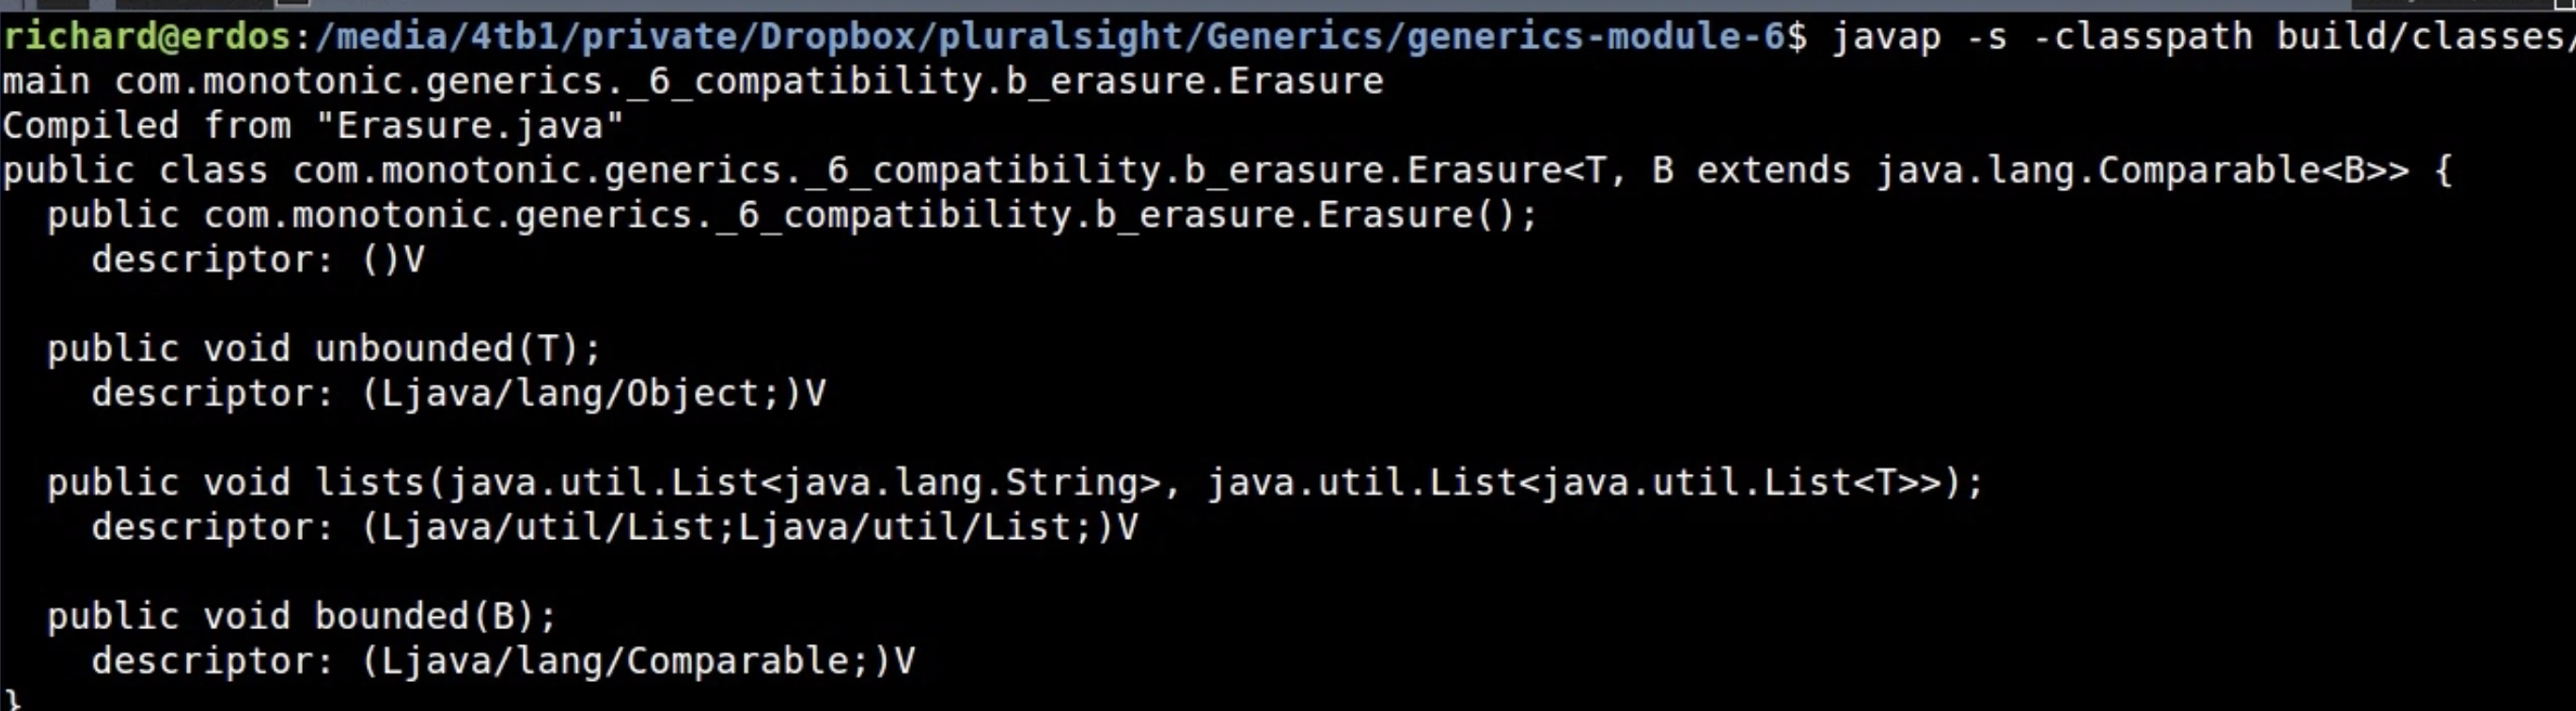 richard@erdos:/media/4tb1/private/Dropbox/pluralsight/Generics/generics-module-6$ javap -s -classpath build/classes/
main com.monotonic.generics._6_compatibility.b_erasure.Erasure
Compiled from "Erasure.java"
public class com.monotonic.generics._6_compatibility.b_erasure.Erasure<T, B extends java.lang.Comparable<B>> {
  public com.monotonic.generics._6_compatibility.b_erasure.Erasure();
    descriptor: ()V

  public void unbounded(T);
    descriptor: (Ljava/lang/Object;)V

  public void lists(java.util.List<java.lang.String>, java.util.List<java.util.List<T>>);
    descriptor: (Ljava/util/List;Ljava/util/List;)V

  public void bounded(B);
    descriptor: (Ljava/lang/Comparable;)V
}